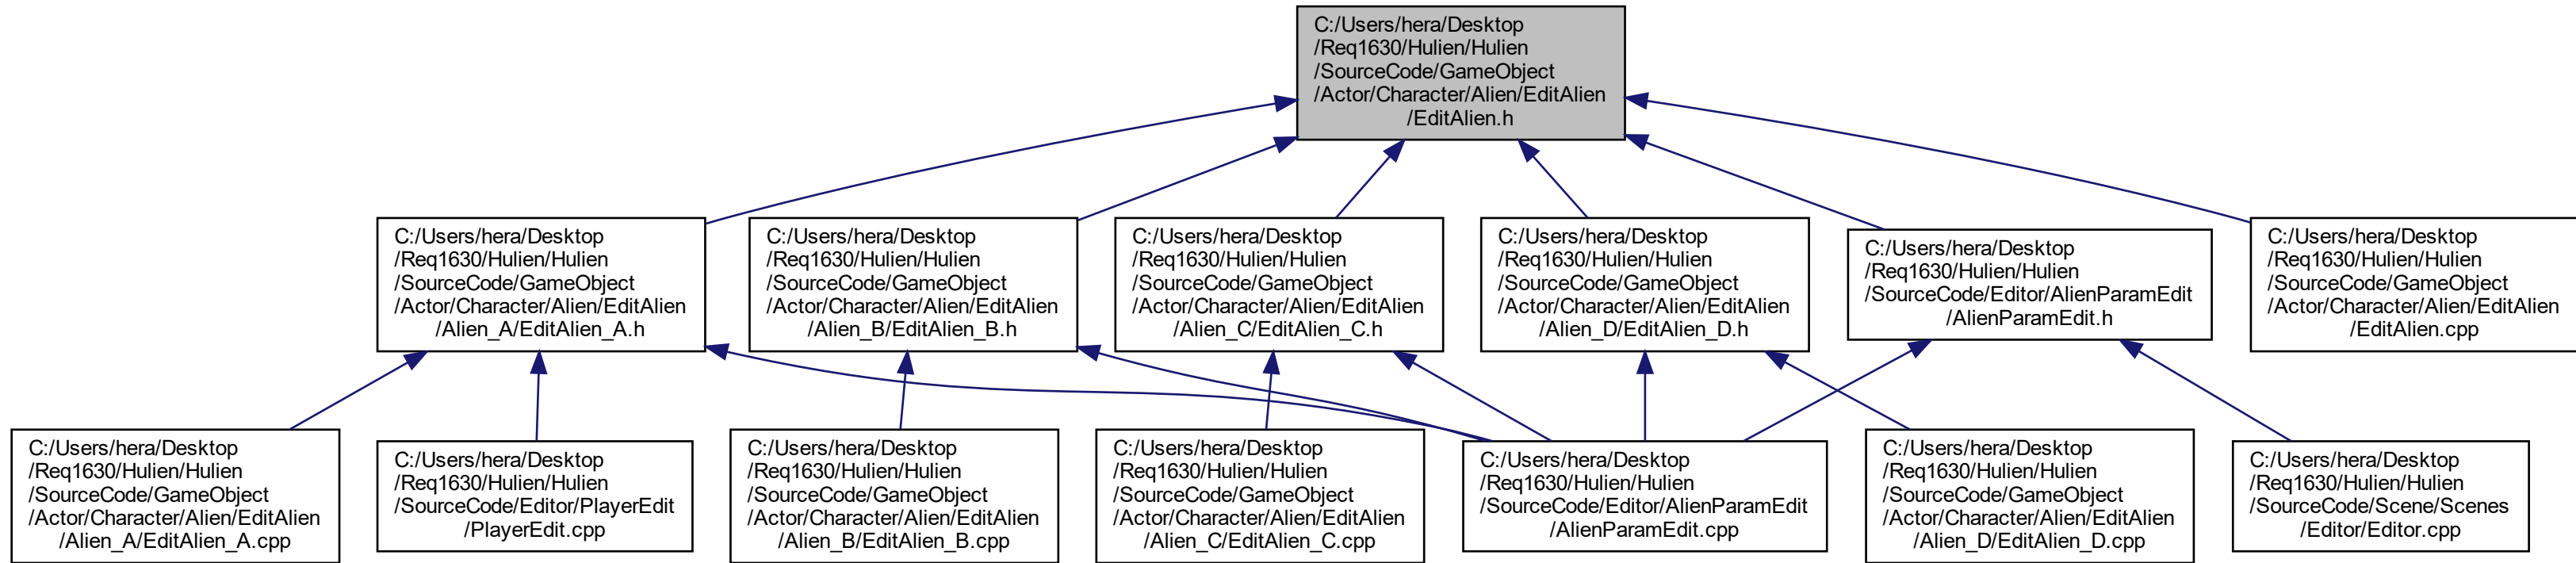 C:/Users/hera/Desktop
/Req1630/Hulien/Hulien
/SourceCode/GameObject
/Actor/Character/Alien/EditAlien
/EditAlien.h
C:/Users/hera/Desktop
/Req1630/Hulien/Hulien
/SourceCode/GameObject
/Actor/Character/Alien/EditAlien
/Alien_A/EditAlien_A.h
C:/Users/hera/Desktop
/Req1630/Hulien/Hulien
/SourceCode/GameObject
/Actor/Character/Alien/EditAlien
/Alien_B/EditAlien_B.h
C:/Users/hera/Desktop
/Req1630/Hulien/Hulien
/SourceCode/GameObject
/Actor/Character/Alien/EditAlien
/Alien_C/EditAlien_C.h
C:/Users/hera/Desktop
/Req1630/Hulien/Hulien
/SourceCode/GameObject
/Actor/Character/Alien/EditAlien
/Alien_D/EditAlien_D.h
C:/Users/hera/Desktop
/Req1630/Hulien/Hulien
/SourceCode/Editor/AlienParamEdit
/AlienParamEdit.h
C:/Users/hera/Desktop
/Req1630/Hulien/Hulien
/SourceCode/GameObject
/Actor/Character/Alien/EditAlien
/EditAlien.cpp
C:/Users/hera/Desktop
/Req1630/Hulien/Hulien
/SourceCode/GameObject
/Actor/Character/Alien/EditAlien
/Alien_A/EditAlien_A.cpp
C:/Users/hera/Desktop
/Req1630/Hulien/Hulien
/SourceCode/Editor/PlayerEdit
/PlayerEdit.cpp
C:/Users/hera/Desktop
/Req1630/Hulien/Hulien
/SourceCode/GameObject
/Actor/Character/Alien/EditAlien
/Alien_B/EditAlien_B.cpp
C:/Users/hera/Desktop
/Req1630/Hulien/Hulien
/SourceCode/GameObject
/Actor/Character/Alien/EditAlien
/Alien_C/EditAlien_C.cpp
C:/Users/hera/Desktop
/Req1630/Hulien/Hulien
/SourceCode/Editor/AlienParamEdit
/AlienParamEdit.cpp
C:/Users/hera/Desktop
/Req1630/Hulien/Hulien
/SourceCode/GameObject
/Actor/Character/Alien/EditAlien
/Alien_D/EditAlien_D.cpp
C:/Users/hera/Desktop
/Req1630/Hulien/Hulien
/SourceCode/Scene/Scenes
/Editor/Editor.cpp